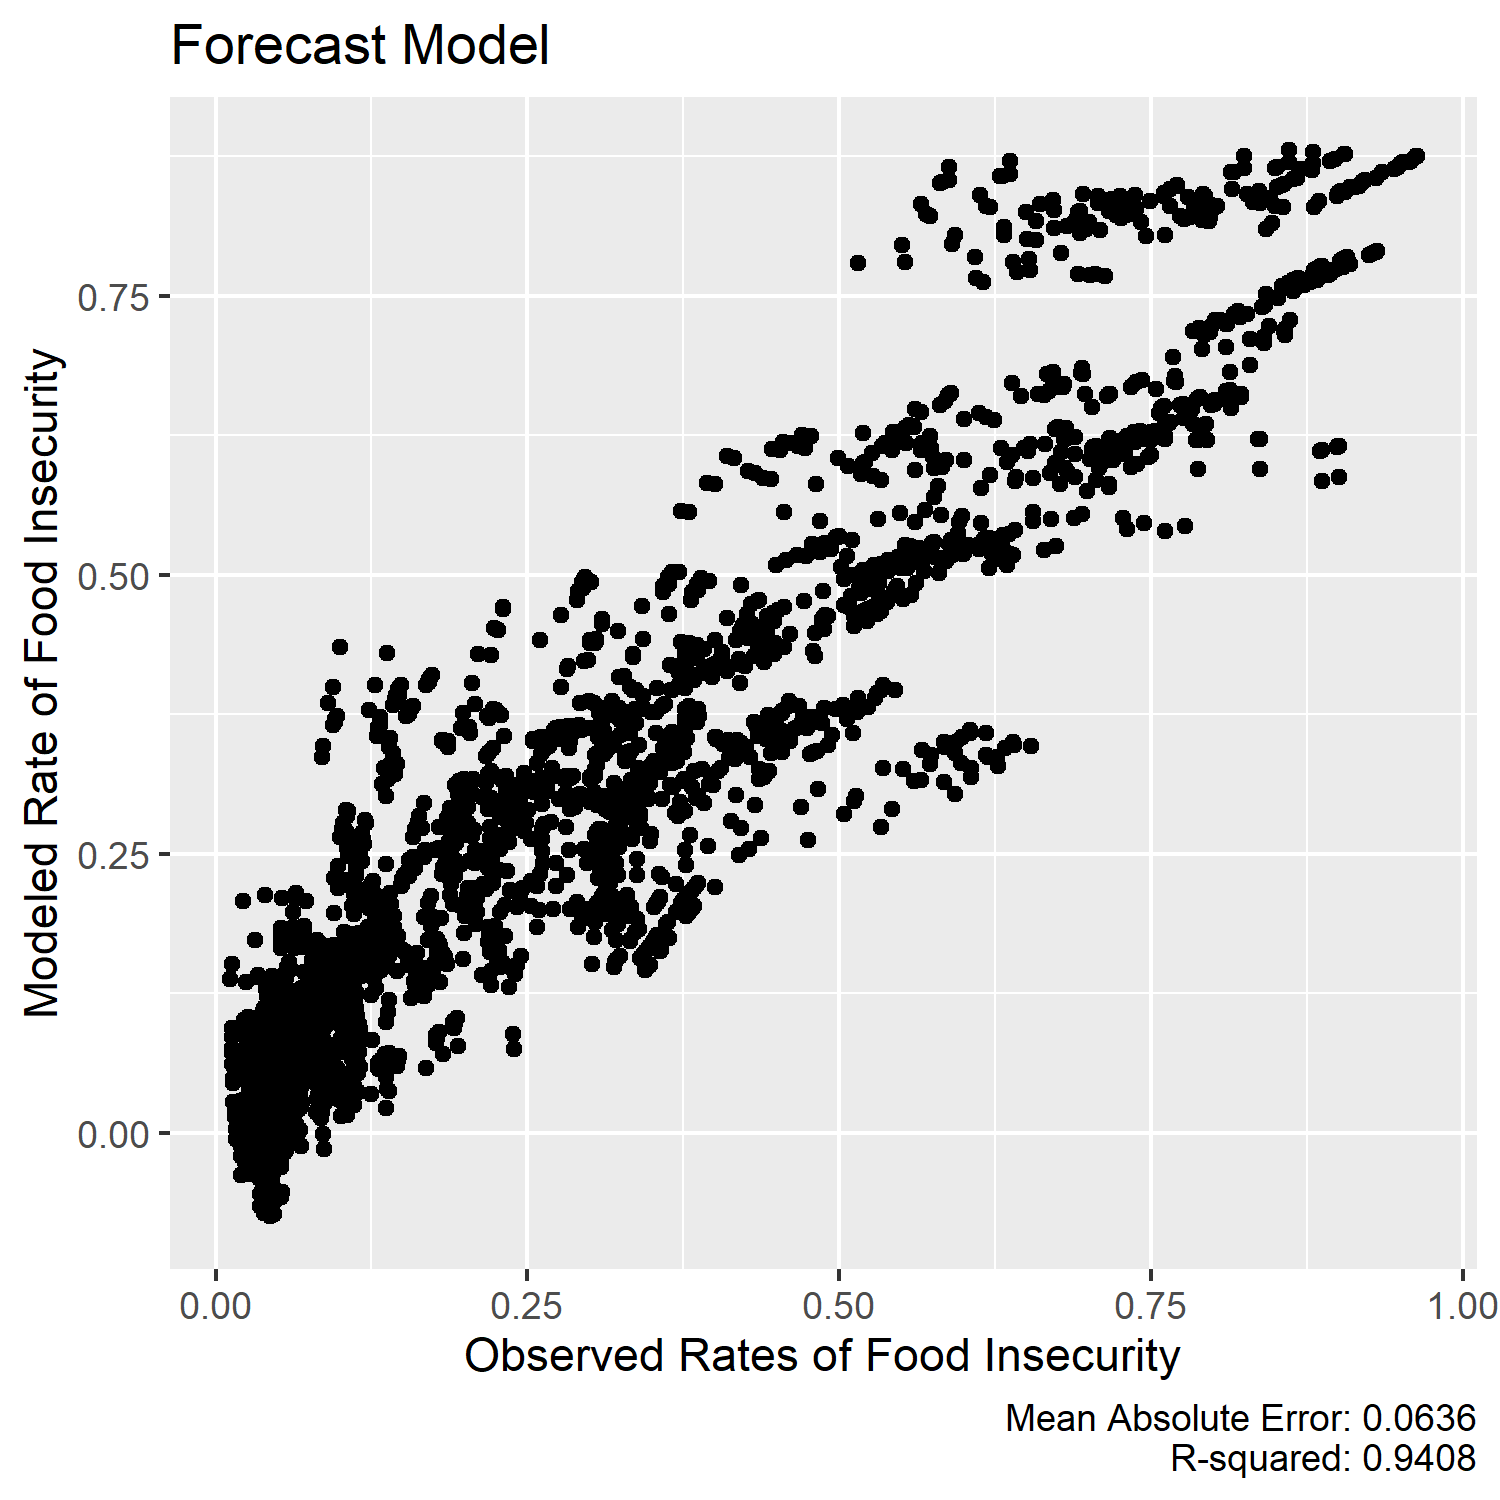 Forecast Model
Modeled Rate of Food Insecurity
0.75
0.50
0.25
0.00
0.00 0.25 0.50 0.75 1.00
Observed Rates of Food Insecurity
Mean Absolute Error: 0.0636
R-squared: 0.9408